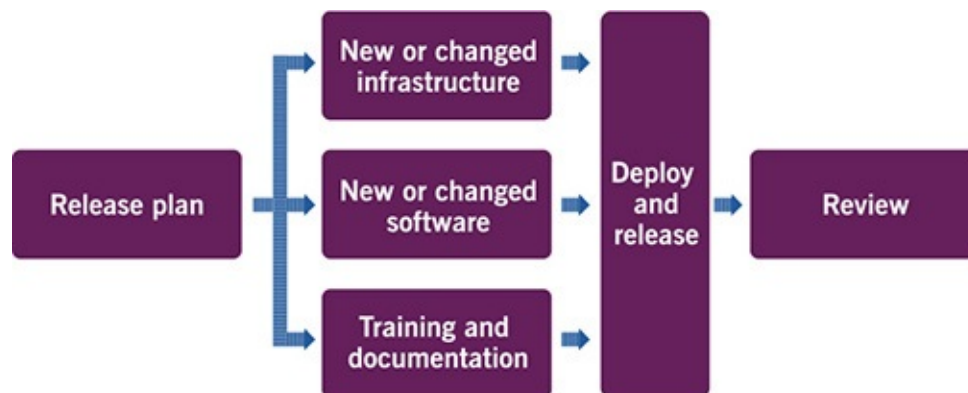 Release plan
New or changed
infrastructure
New or changed
software
Training and
documentation
Deploy
and
release
Review